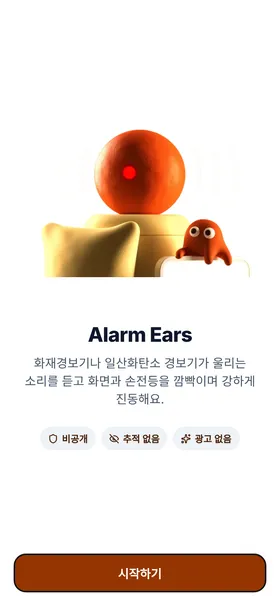 Alarm Ears
화재경보기나 일산화탄소 경보기가 울리는
소리를 듣고 화면과 손전등을 깜빡이며 강하게
진동해요.
비공개
추적 없음
광고 없음
시작하기